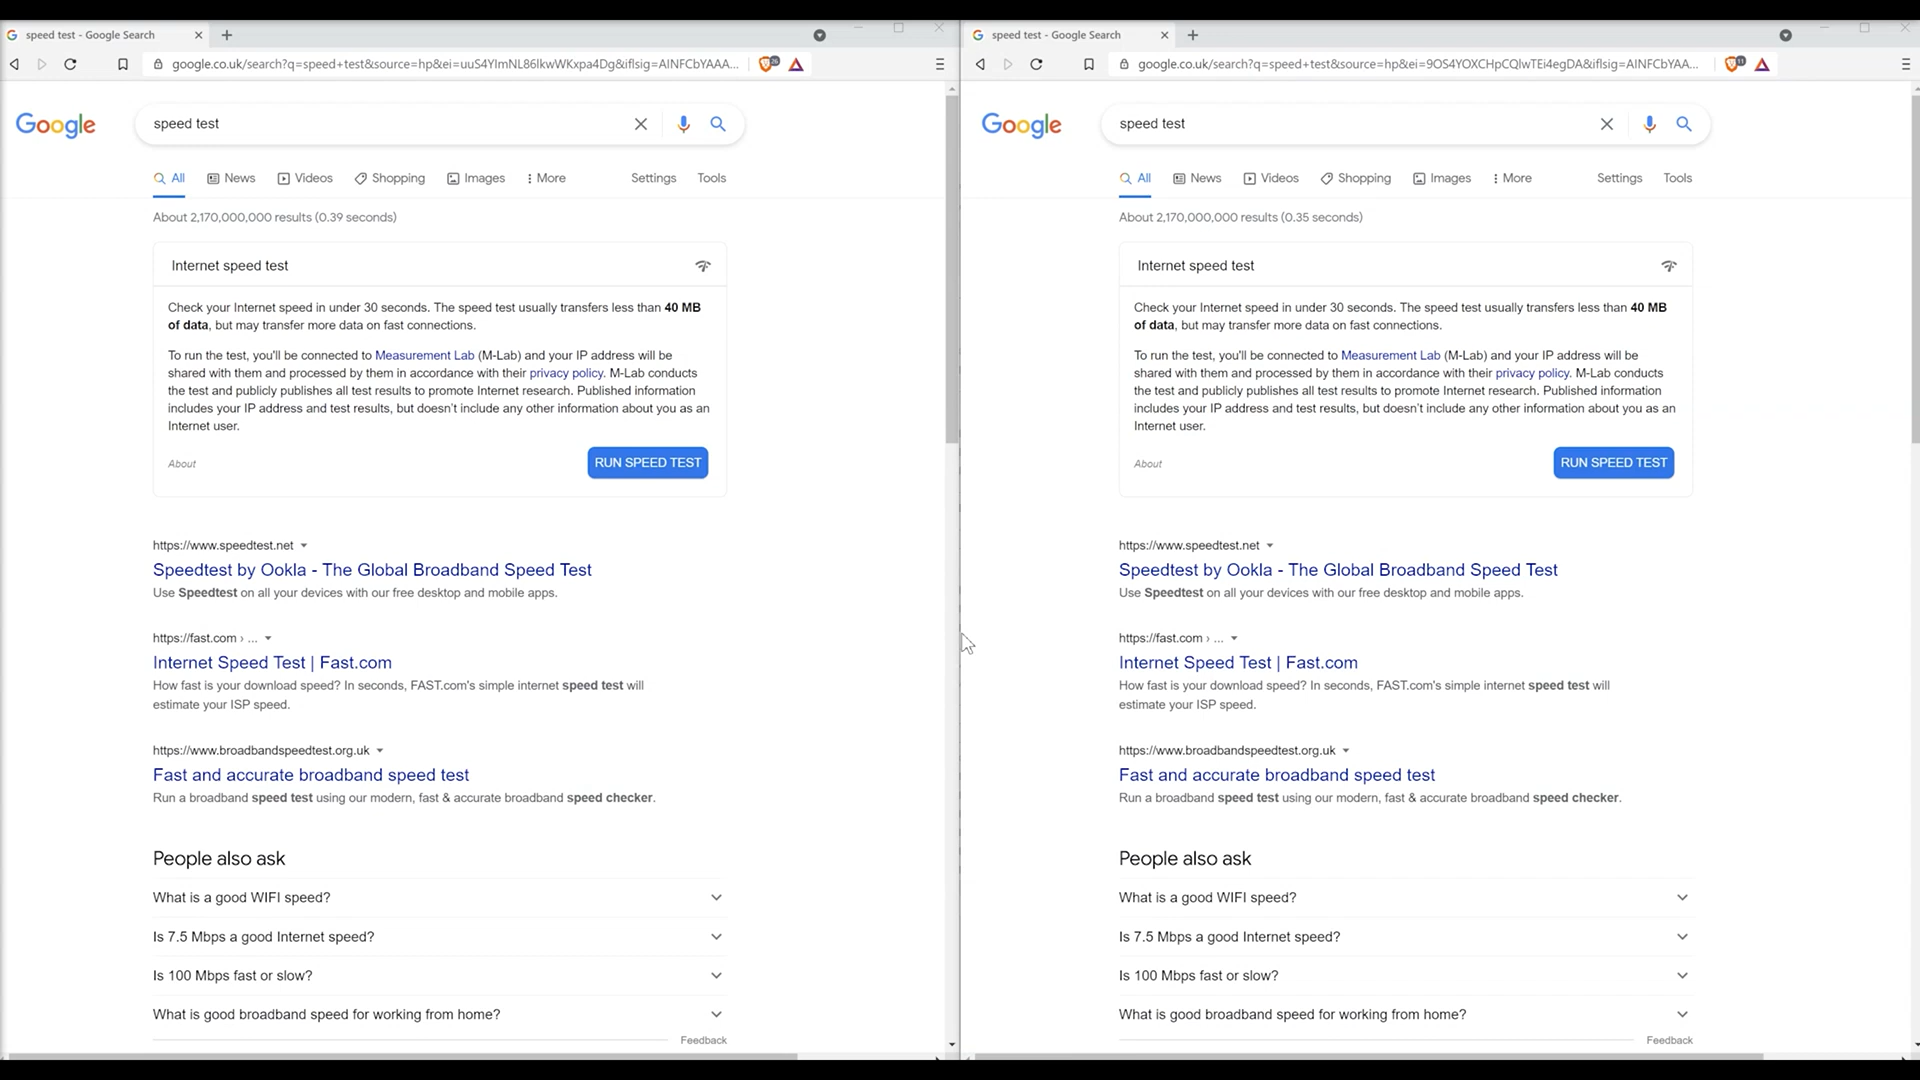 speed test - Google Search
google.co.uk/search?q=speed+test&source=hp&ei=uuS4YImNL86lkwWKxpa4Dg&iflsig=AINFCbYAAA...
26
Google
speed test
All News Videos Shopping Images More Settings Tools
About 2,170,000,000 results (0.39 seconds)
Internet speed test
Check your Internet speed in under 30 seconds. The speed test usually transfers less than 40 MB
of data, but may transfer more data on fast connections.
To run the test, you'll be connected to Measurement Lab (M-Lab) and your IP address will be
shared with them and processed by them in accordance with their privacy policy. M-Lab conducts
the test and publicly publishes all test results to promote Internet research. Published information
includes your IP address and test results, but doesn't include any other information about you as an
Internet user.
About
RUN SPEED TEST
https://www.speedtest.net
Speedtest by Ookla - The Global Broadband Speed Test
Use Speedtest on all your devices with our free desktop and mobile apps.
https://fast.com › ...
Internet Speed Test | Fast.com
How fast is your download speed? In seconds, FAST.com's simple internet speed test will
estimate your ISP speed.
https://www.broadbandspeedtest.org.uk
Fast and accurate broadband speed test
Run a broadband speed test using our modern, fast & accurate broadband speed checker.
People also ask
What is a good WIFI speed?
Is 7.5 Mbps a good Internet speed?
Is 100 Mbps fast or slow?
What is good broadband speed for working from home?
Feedback
speed test - Google Search
google.co.uk/search?q=speed+test&source=hp&ei=9OS4YOXCHpCQlwTEi4egDA&iflsig=AINFCbYAA...
11
Google
speed test
All News Videos Shopping Images More Settings Tools
About 2,170,000,000 results (0.35 seconds)
Internet speed test
Check your Internet speed in under 30 seconds. The speed test usually transfers less than 40 MB
of data, but may transfer more data on fast connections.
To run the test, you'll be connected to Measurement Lab (M-Lab) and your IP address will be
shared with them and processed by them in accordance with their privacy policy. M-Lab conducts
the test and publicly publishes all test results to promote Internet research. Published information
includes your IP address and test results, but doesn't include any other information about you as an
Internet user.
About
RUN SPEED TEST
https://www.speedtest.net
Speedtest by Ookla - The Global Broadband Speed Test
Use Speedtest on all your devices with our free desktop and mobile apps.
https://fast.com › ...
Internet Speed Test | Fast.com
How fast is your download speed? In seconds, FAST.com's simple internet speed test will
estimate your ISP speed.
https://www.broadbandspeedtest.org.uk
Fast and accurate broadband speed test
Run a broadband speed test using our modern, fast & accurate broadband speed checker.
People also ask
What is a good WIFI speed?
Is 7.5 Mbps a good Internet speed?
Is 100 Mbps fast or slow?
What is good broadband speed for working from home?
Feedback